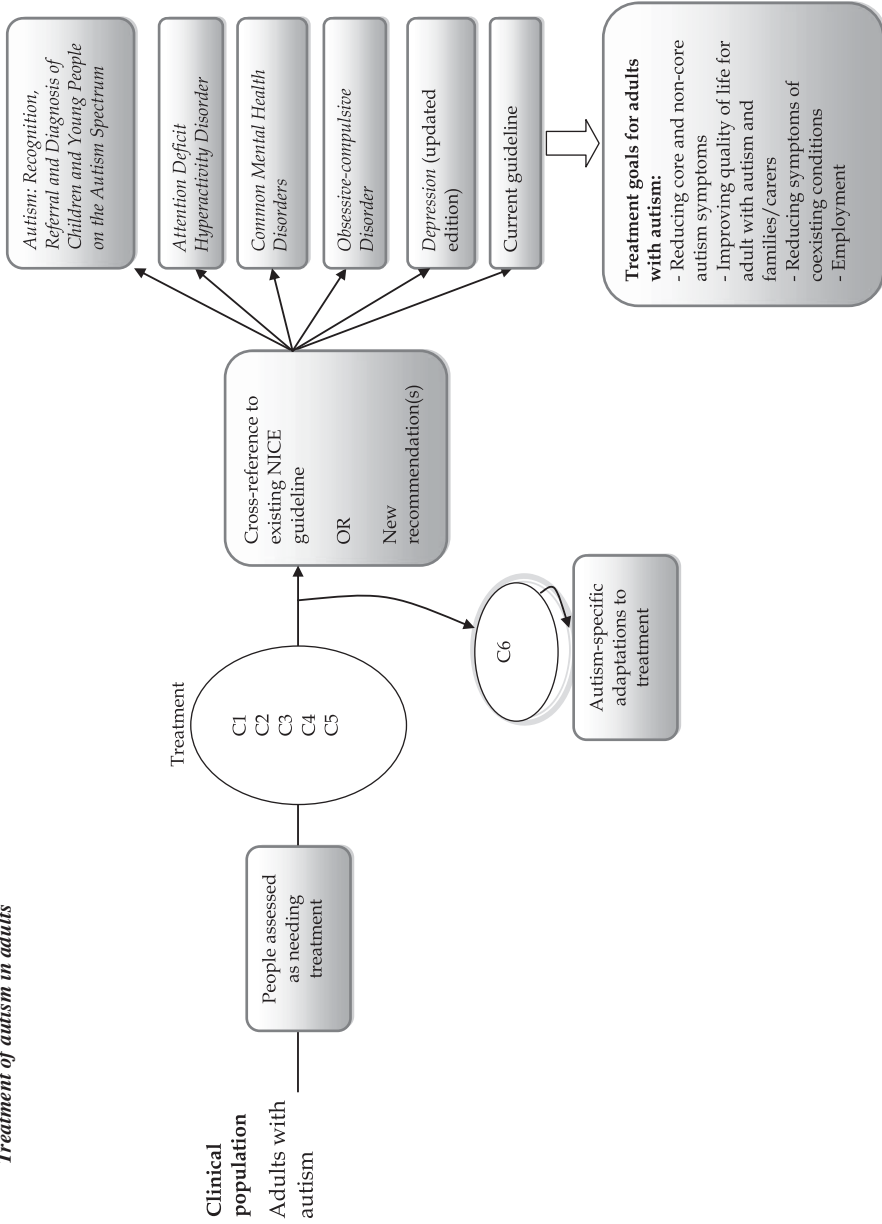 Treatment of autism in adults
Clinical
population
Adults with
autism
People assessed
as needing
treatment
Treatment
C1
C2
C3
C4
C5
C6
Autism-specific
adaptations to
treatment
Cross-reference to
existing NICE
guideline
OR
New
recommendation(s)
Autism: Recognition,
Referral and Diagnosis of
Children and Young People
on the Autism Spectrum
Attention Deficit
Hyperactivity Disorder
Common Mental Health
Disorders
Obsessive-compulsive
Disorder
Depression (updated
edition)
Current guideline
Treatment goals for adults
with autism:
- Reducing core and non-core
autism symptoms
- Improving quality of life for
adult with autism and
families/carers
- Reducing symptoms of
coexisting conditions
- Employment